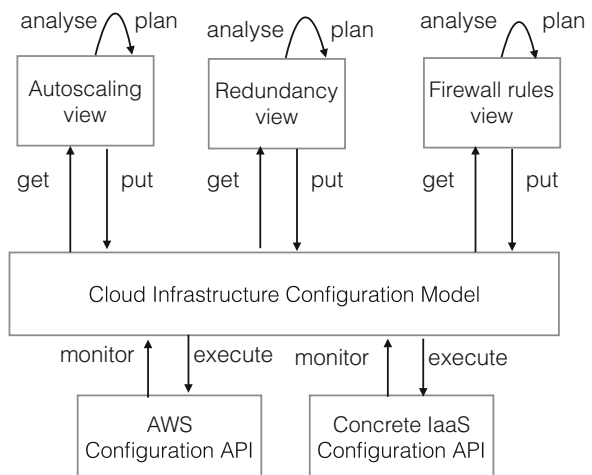 analyse plan analyse plan analyse plan
Autoscaling
view
Redundancy
view
Firewall rules
view
get put get put get put
Cloud Infrastructure Configuration Model
monitor execute monitor execute
AWS
Configuration API
Concrete IaaS
Configuration API